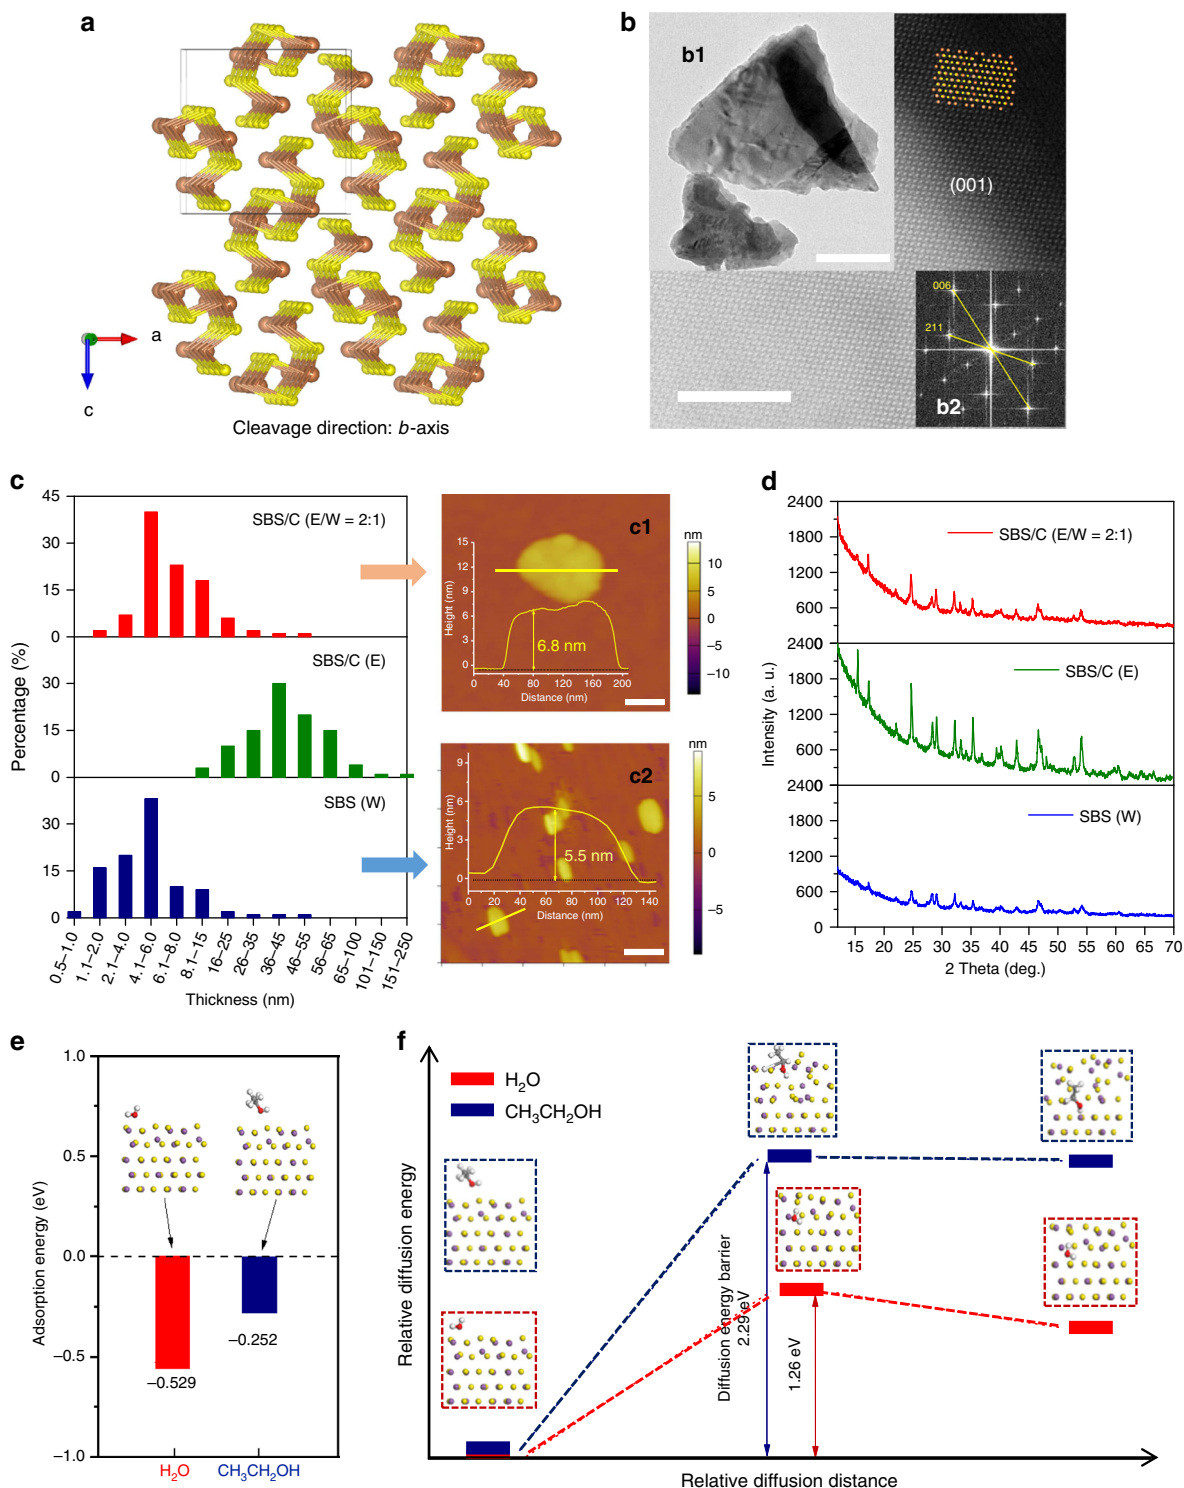 a
a
c
Cleavage direction: b-axis
b
b1
(001)
006
211
b2
c
45
30
15
0
30
15
0
30
15
0
Percentage (%)
SBS/C (E/W = 2:1)
SBS/C (E)
SBS (W)
0.5–1.0
1.1–2.0
2.1–4.0
4.1–6.0
6.1–8.0
8.1–15
16–25
26–35
36–45
46–55
56–65
65–100
101–150
151–250
Thickness (nm)
c1
15
12
9
6
3
0
Height (nm)
6.8 nm
0 40 80 120 160 200
Distance (nm)
nm
10
5
0
−5
−10
c2
9
6
3
0
Height (nm)
5.5 nm
0 20 40 60 80 100 120 140
Distance (nm)
nm
5
0
−5
d
2400
1800
1200
600
0
2400
1800
1200
600
0
2400
1800
1200
600
0
Intensity (a. u.)
SBS/C (E/W = 2:1)
SBS/C (E)
SBS (W)
15 20 25 30 35 40 45 50 55 60 65 70
2 Theta (deg.)
e
1.0
0.5
0.0
−0.5
−1.0
Adsorption energy (eV)
−0.529
−0.252
H2O
CH3CH2OH
f
H2O
CH3CH2OH
Relative diffusion energy
Diffusion energy barrier
2.29 eV
1.26 eV
Relative diffusion distance